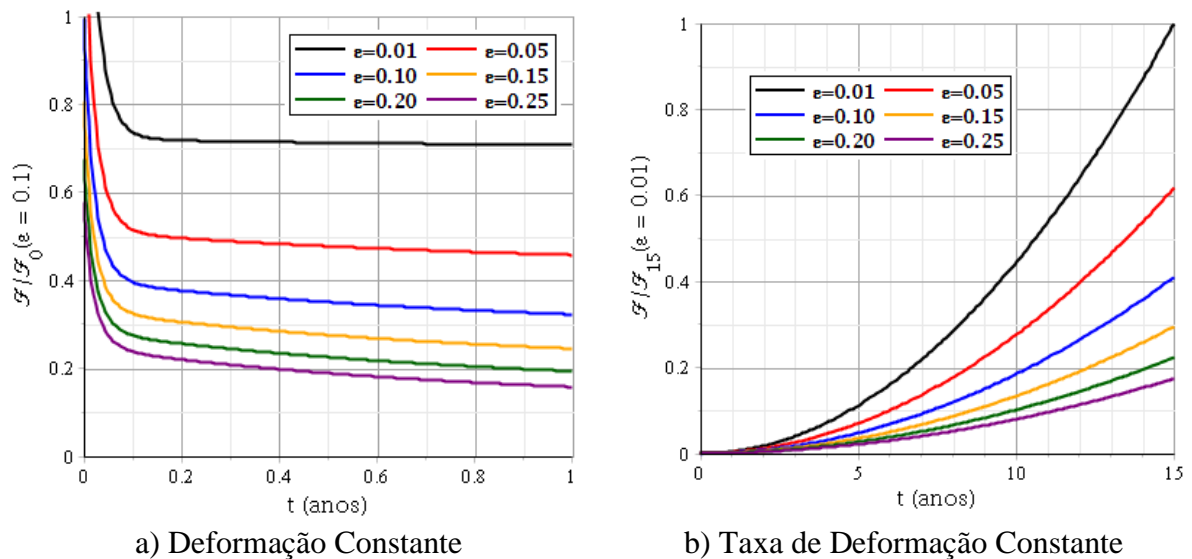 1
0.8
0.6
0.4
0.2
0
ℱ/ℱ₀(ε = 0.1)
ε=0.01 ε=0.05
ε=0.10 ε=0.15
ε=0.20 ε=0.25
0 0.2 0.4 0.6 0.8 1
t (anos)
a) Deformação Constante
1
0.8
0.6
0.4
0.2
0
ℱ/ℱ₁₅(ε = 0.01)
ε=0.01 ε=0.05
ε=0.10 ε=0.15
ε=0.20 ε=0.25
0 5 10 15
t (anos)
b) Taxa de Deformação Constante